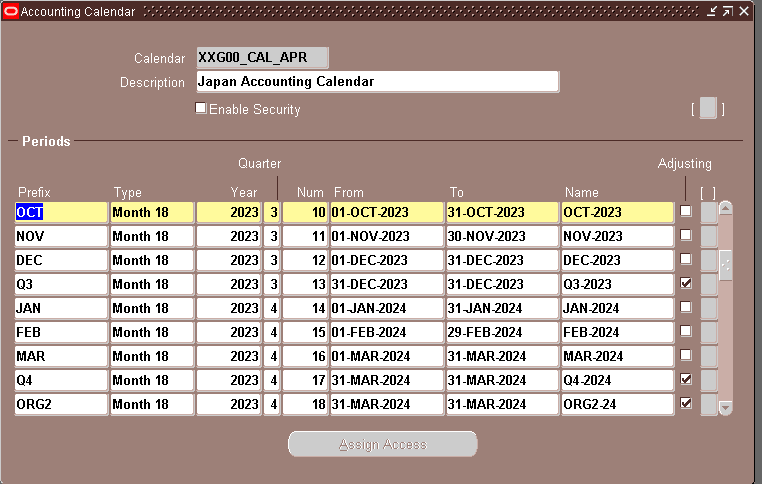 Accounting Calendar
Calendar XXG00_CAL_APR
Description Japan Accounting Calendar
Enable Security [ ]
Periods
Quarter Adjusting
Prefix Type Year Num From To Name [ ]
OCT Month 18 2023 3 10 01-OCT-2023 31-OCT-2023 OCT-2023
NOV Month 18 2023 3 11 01-NOV-2023 30-NOV-2023 NOV-2023
DEC Month 18 2023 3 12 01-DEC-2023 31-DEC-2023 DEC-2023
Q3 Month 18 2023 3 13 31-DEC-2023 31-DEC-2023 Q3-2023
JAN Month 18 2023 4 14 01-JAN-2024 31-JAN-2024 JAN-2024
FEB Month 18 2023 4 15 01-FEB-2024 29-FEB-2024 FEB-2024
MAR Month 18 2023 4 16 01-MAR-2024 31-MAR-2024 MAR-2024
Q4 Month 18 2023 4 17 31-MAR-2024 31-MAR-2024 Q4-2024
ORG2 Month 18 2023 4 18 31-MAR-2024 31-MAR-2024 ORG2-24
Assign Access